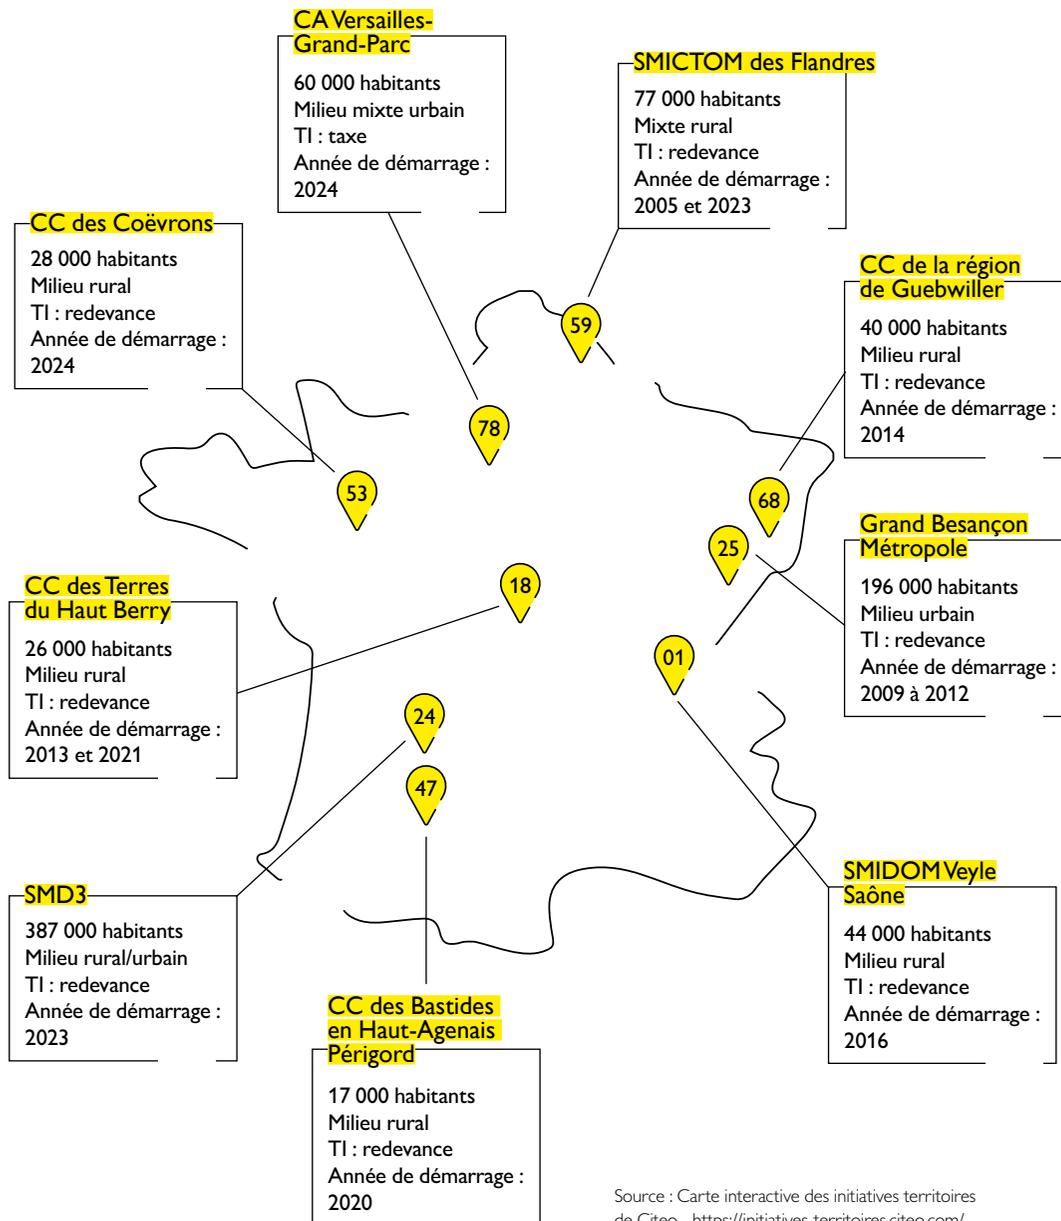 CA Versailles-
Grand-Parc
60 000 habitants
Milieu mixte urbain
TI : taxe
Année de démarrage :
2024
SMICTOM des Flandres
77 000 habitants
Mixte rural
TI : redevance
Année de démarrage :
2005 et 2023
CC des Coëvrons
28 000 habitants
Milieu rural
TI : redevance
Année de démarrage :
2024
CC de la région
de Guebwiller
40 000 habitants
Milieu rural
TI : redevance
Année de démarrage :
2014
59
78
53
68
25
18
01
24
47
Grand Besançon
Métropole
196 000 habitants
Milieu urbain
TI : redevance
Année de démarrage :
2009 à 2012
CC des Terres
du Haut Berry
26 000 habitants
Milieu rural
TI : redevance
Année de démarrage :
2013 et 2021
SMD3
387 000 habitants
Milieu rural/urbain
TI : redevance
Année de démarrage :
2023
SMIDOM Veyle
Saône
44 000 habitants
Milieu rural
TI : redevance
Année de démarrage :
2016
CC des Bastides
en Haut-Agenais
Périgord
17 000 habitants
Milieu rural
TI : redevance
Année de démarrage :
2020
Source : Carte interactive des initiatives territoires
de Citeo - https://initiatives-territoires.citeo.com/